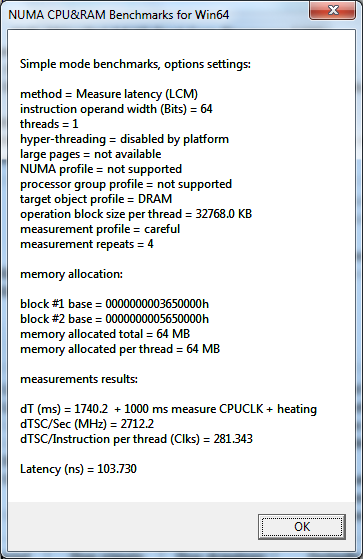 NUMA CPU&RAM Benchmarks for Win64
Simple mode benchmarks, options settings:
method = Measure latency (LCM)
instruction operand width (Bits) = 64
threads = 1
hyper-threading = disabled by platform
large pages = not available
NUMA profile = not supported
processor group profile = not supported
target object profile = DRAM
operation block size per thread = 32768.0 KB
measurement profile = careful
measurement repeats = 4
memory allocation:
block #1 base = 0000000003650000h
block #2 base = 0000000005650000h
memory allocated total = 64 MB
memory allocated per thread = 64 MB
measurements results:
dT (ms) = 1740.2  + 1000 ms measure CPUCLK + heating
dTSC/Sec (MHz) = 2712.2
dTSC/Instruction per thread (Clks) = 281.343
Latency (ns) = 103.730
OK